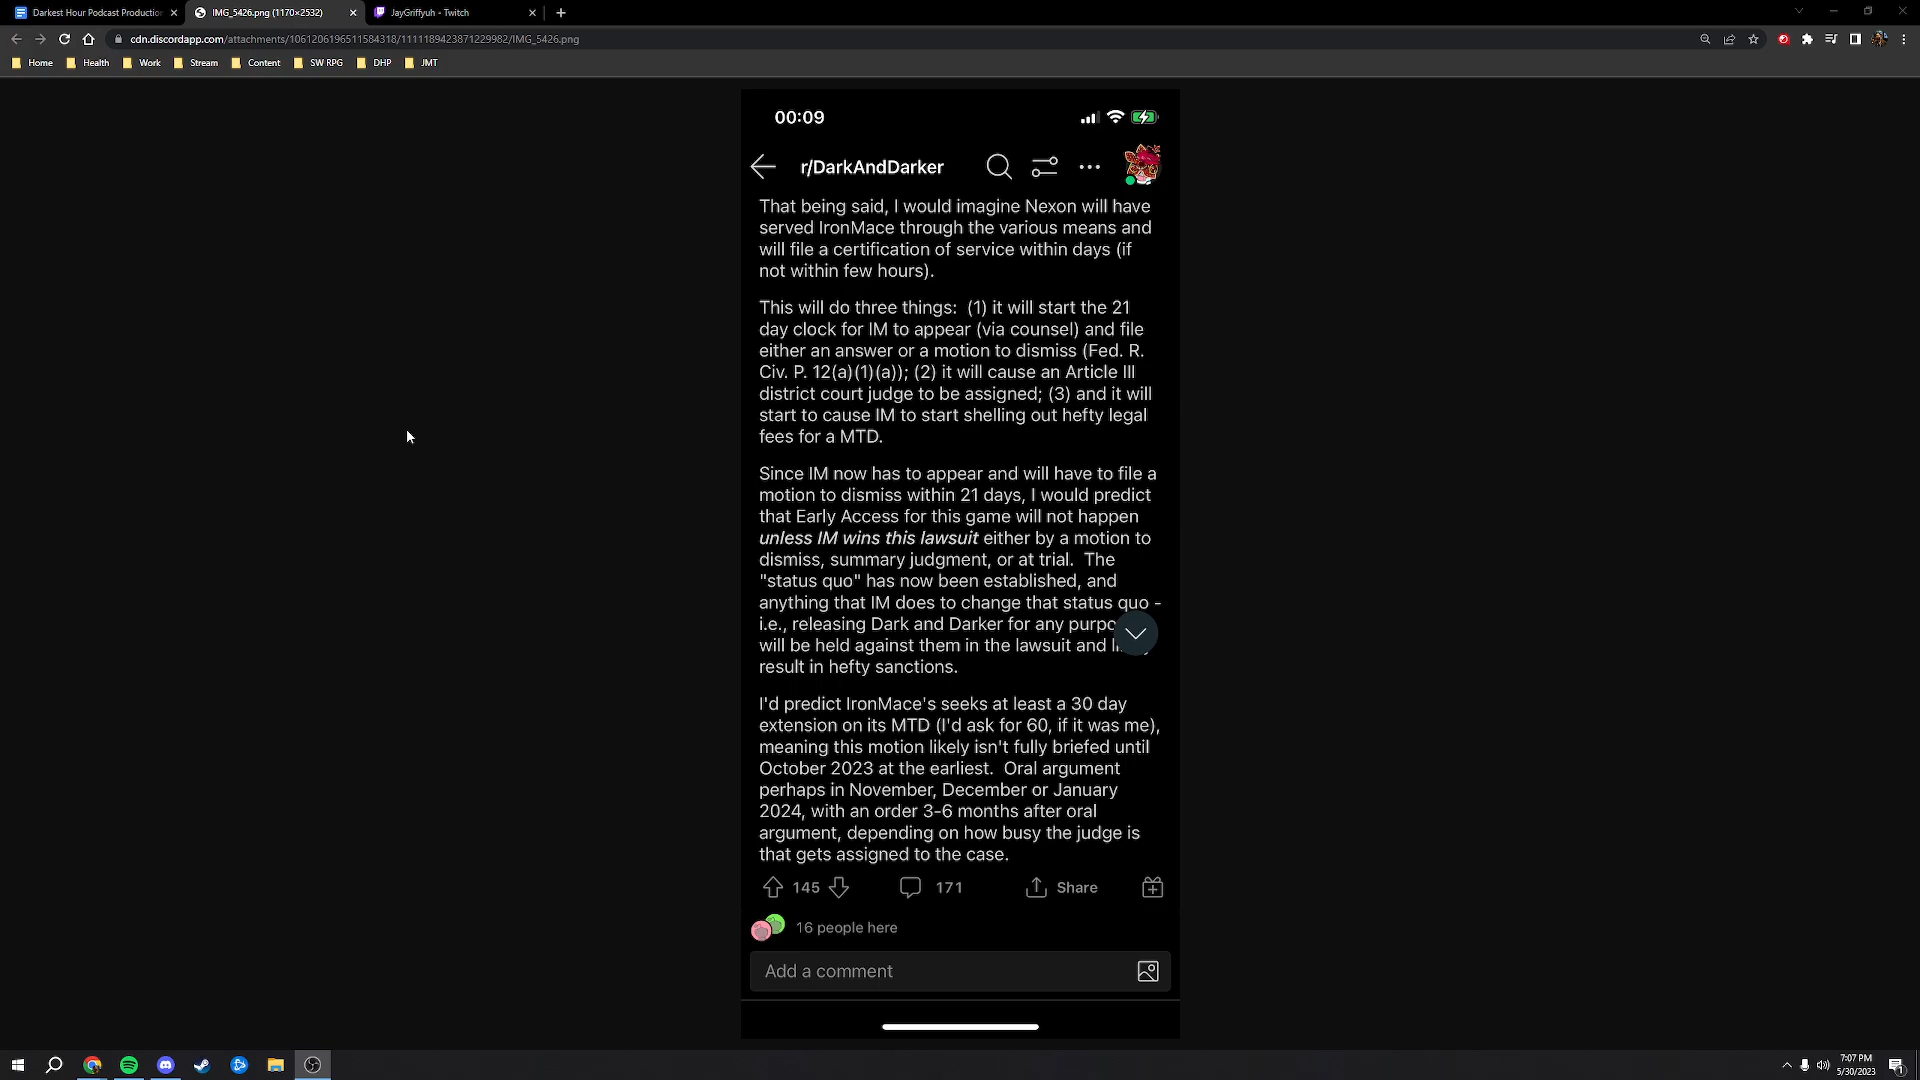 Darkest Hour Podcast Productio
IMG_5426.png (1170×2532)
JayGriffyuh - Twitch
cdn.discordapp.com/attachments/1061206196511584318/1111189423871229982/IMG_5426.png
Home
Health
Work
Stream
Content
SW RPG
DHP
JMT
00:09
r/DarkAndDarker
That being said, I would imagine Nexon will have
served IronMace through the various means and
will file a certification of service within days (if
not within few hours).
This will do three things:  (1) it will start the 21
day clock for IM to appear (via counsel) and file
either an answer or a motion to dismiss (Fed. R.
Civ. P. 12(a)(1)(a)); (2) it will cause an Article III
district court judge to be assigned; (3) and it will
start to cause IM to start shelling out hefty legal
fees for a MTD.
Since IM now has to appear and will have to file a
motion to dismiss within 21 days, I would predict
that Early Access for this game will not happen
unless IM wins this lawsuit either by a motion to
dismiss, summary judgment, or at trial.  The
"status quo" has now been established, and
anything that IM does to change that status quo -
i.e., releasing Dark and Darker for any purpo
will be held against them in the lawsuit and
result in hefty sanctions.
I'd predict IronMace's seeks at least a 30 day
extension on its MTD (I'd ask for 60, if it was me),
meaning this motion likely isn't fully briefed until
October 2023 at the earliest.  Oral argument
perhaps in November, December or January
2024, with an order 3-6 months after oral
argument, depending on how busy the judge is
that gets assigned to the case.
145
171
Share
16 people here
Add a comment
7:07 PM
5/30/2023